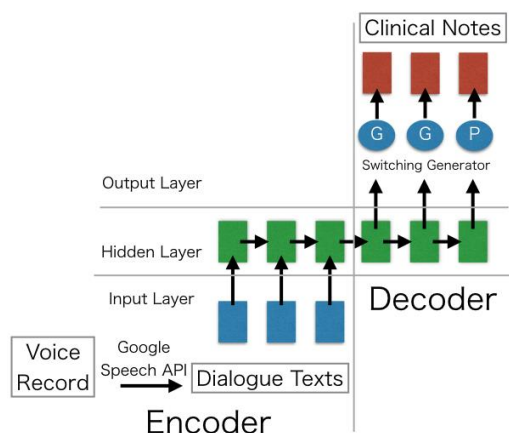 Clinical Notes
G G P
Switching Generator
Output Layer
Hidden Layer
Input Layer
Decoder
Voice
Record
Google
Speech API
Dialogue Texts
Encoder